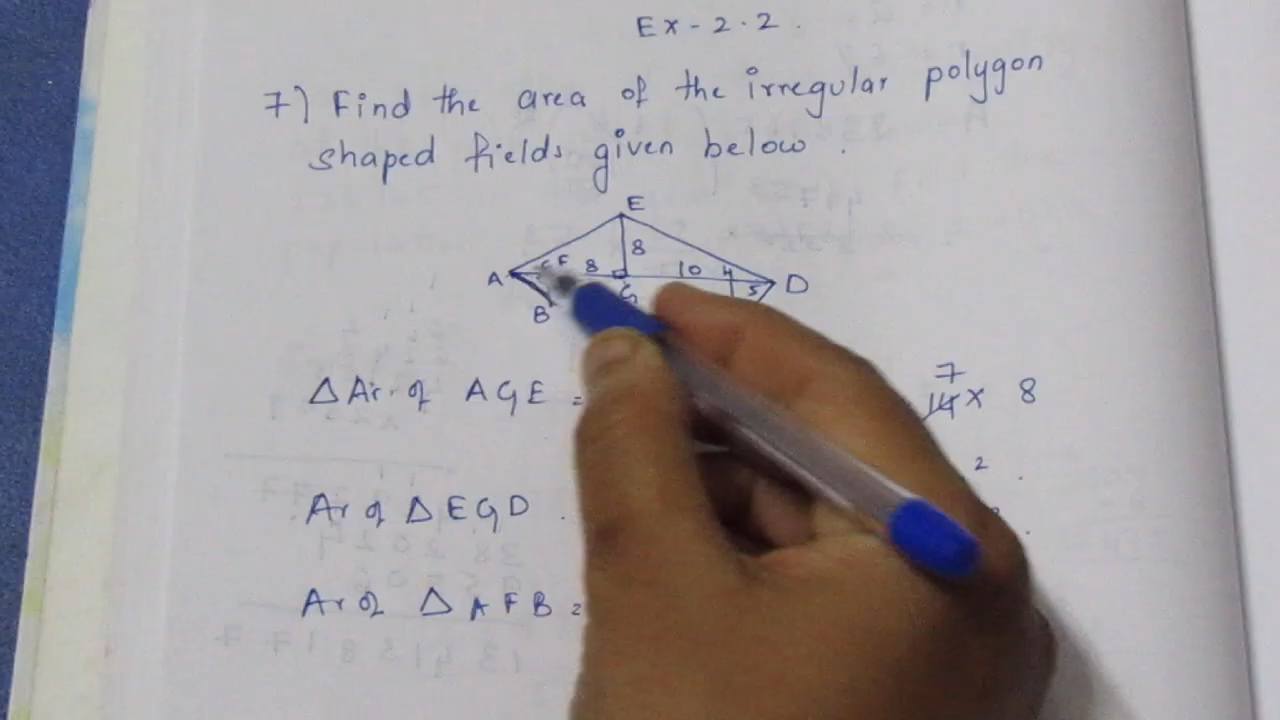 Ex - 2.2.
7) Find the area of the irregular polygon
shaped fields given below.
E
8
A F 8 10 4 D
G 5
B
Δ Ar. of AGE =
7
14 x 8
2
Ar of Δ EGD
Ar of Δ AFB =